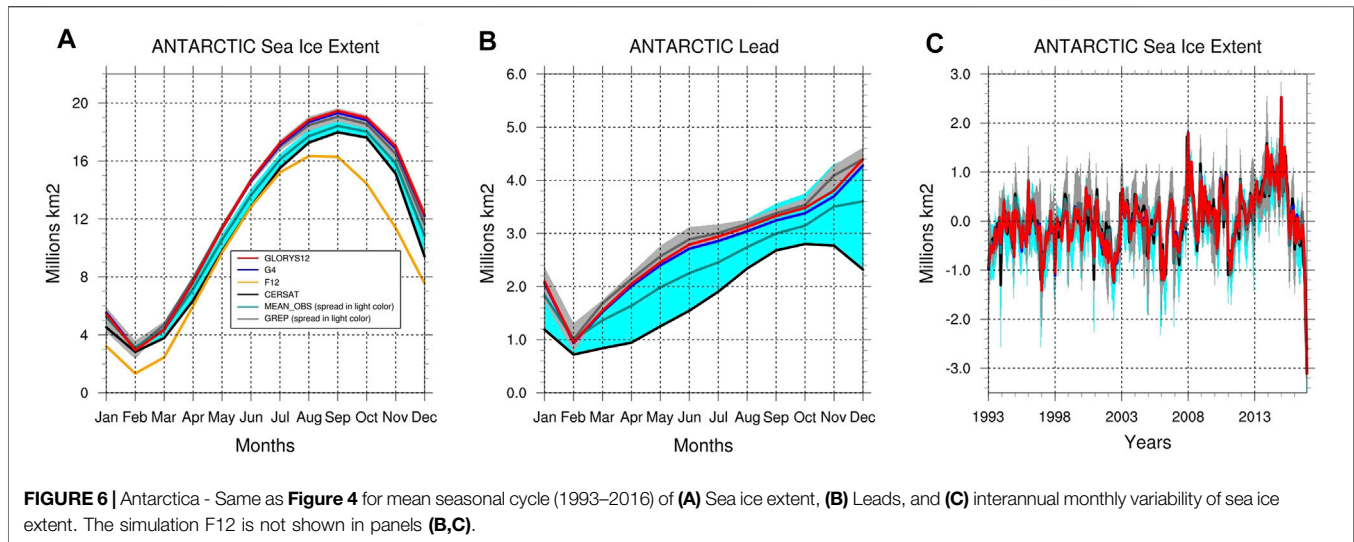 A
ANTARCTIC Sea Ice Extent
Millions km2
20
16
12
8
4
0
GLORYS12
G4
F12
CERSAT
MEAN_OBS (spread in light color)
GREP (spread in light color)
Jan Feb Mar Apr May Jun Jul Aug Sep Oct Nov Dec
Months
B
ANTARCTIC Lead
Millions km2
6.0
5.0
4.0
3.0
2.0
1.0
0.0
Jan Feb Mar Apr May Jun Jul Aug Sep Oct Nov Dec
Months
C
ANTARCTIC Sea Ice Extent
Millions km2
3.0
2.0
1.0
0.0
-1.0
-2.0
-3.0
1993 1998 2003 2008 2013
Years
FIGURE 6 | Antarctica - Same as Figure 4 for mean seasonal cycle (1993–2016) of (A) Sea ice extent, (B) Leads, and (C) interannual monthly variability of sea ice
extent. The simulation F12 is not shown in panels (B,C).